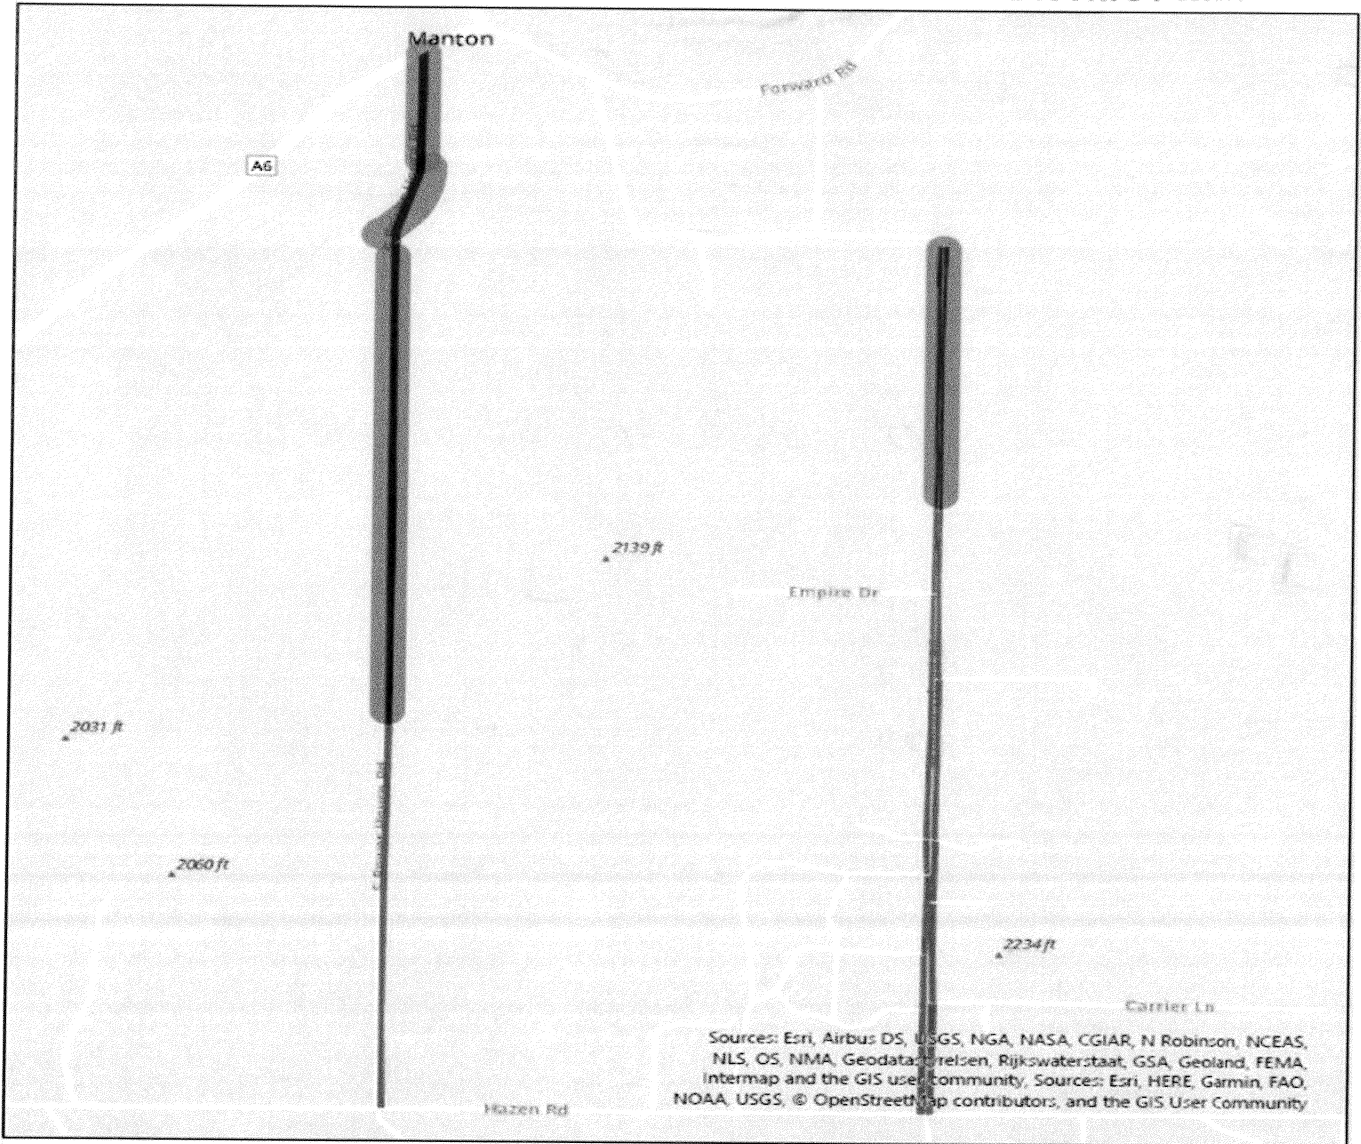 Manton
Forward Rd
A6
2139 ft
Empire Dr
2031 ft
2060 ft
2234 ft
Carrier Ln
Sources: Esri, Airbus DS, USGS, NGA, NASA, CGIAR, N Robinson, NCEAS,
NLS, OS, NMA, Geodatastyrelsen, Rijkswaterstaat, GSA, Geoland, FEMA,
Intermap and the GIS user community, Sources: Esri, HERE, Garmin, FAO,
NOAA, USGS, © OpenStreetMap contributors, and the GIS User Community
Hazen Rd